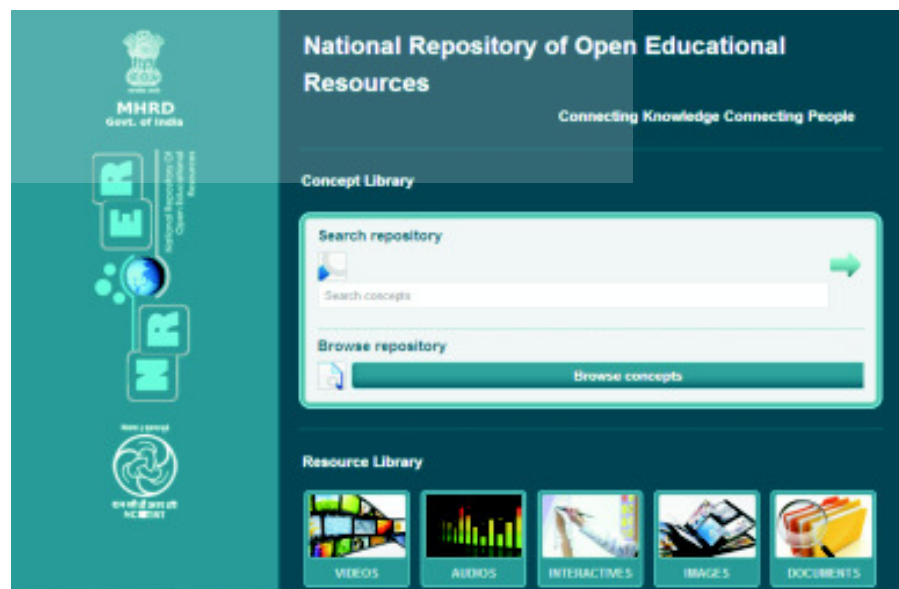 MHRD
Govt. of India
National Repository Of
Open Educational
Resources
N R E R
National Repository of Open Educational
Resources
Connecting Knowledge Connecting People
Concept Library
Search repository
Search concepts
Browse repository
Browse concepts
Resource Library
VIDEOS
AUDIOS
INTERACTIVES
IMAGES
DOCUMENTS